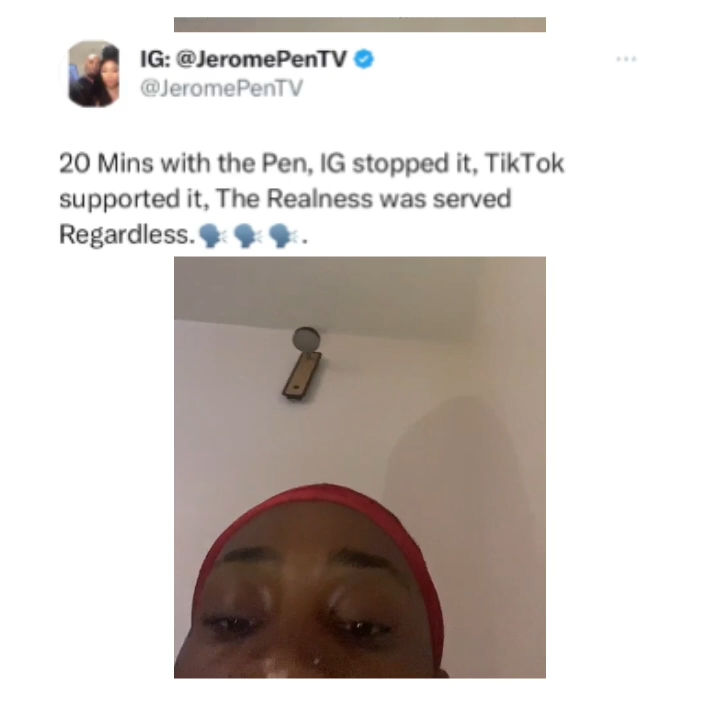 IG: @JeromePenTV
@JeromePenTV
20 Mins with the Pen, IG stopped it, TikTok
supported it, The Realness was served
Regardless.🗣️🗣️🗣️.